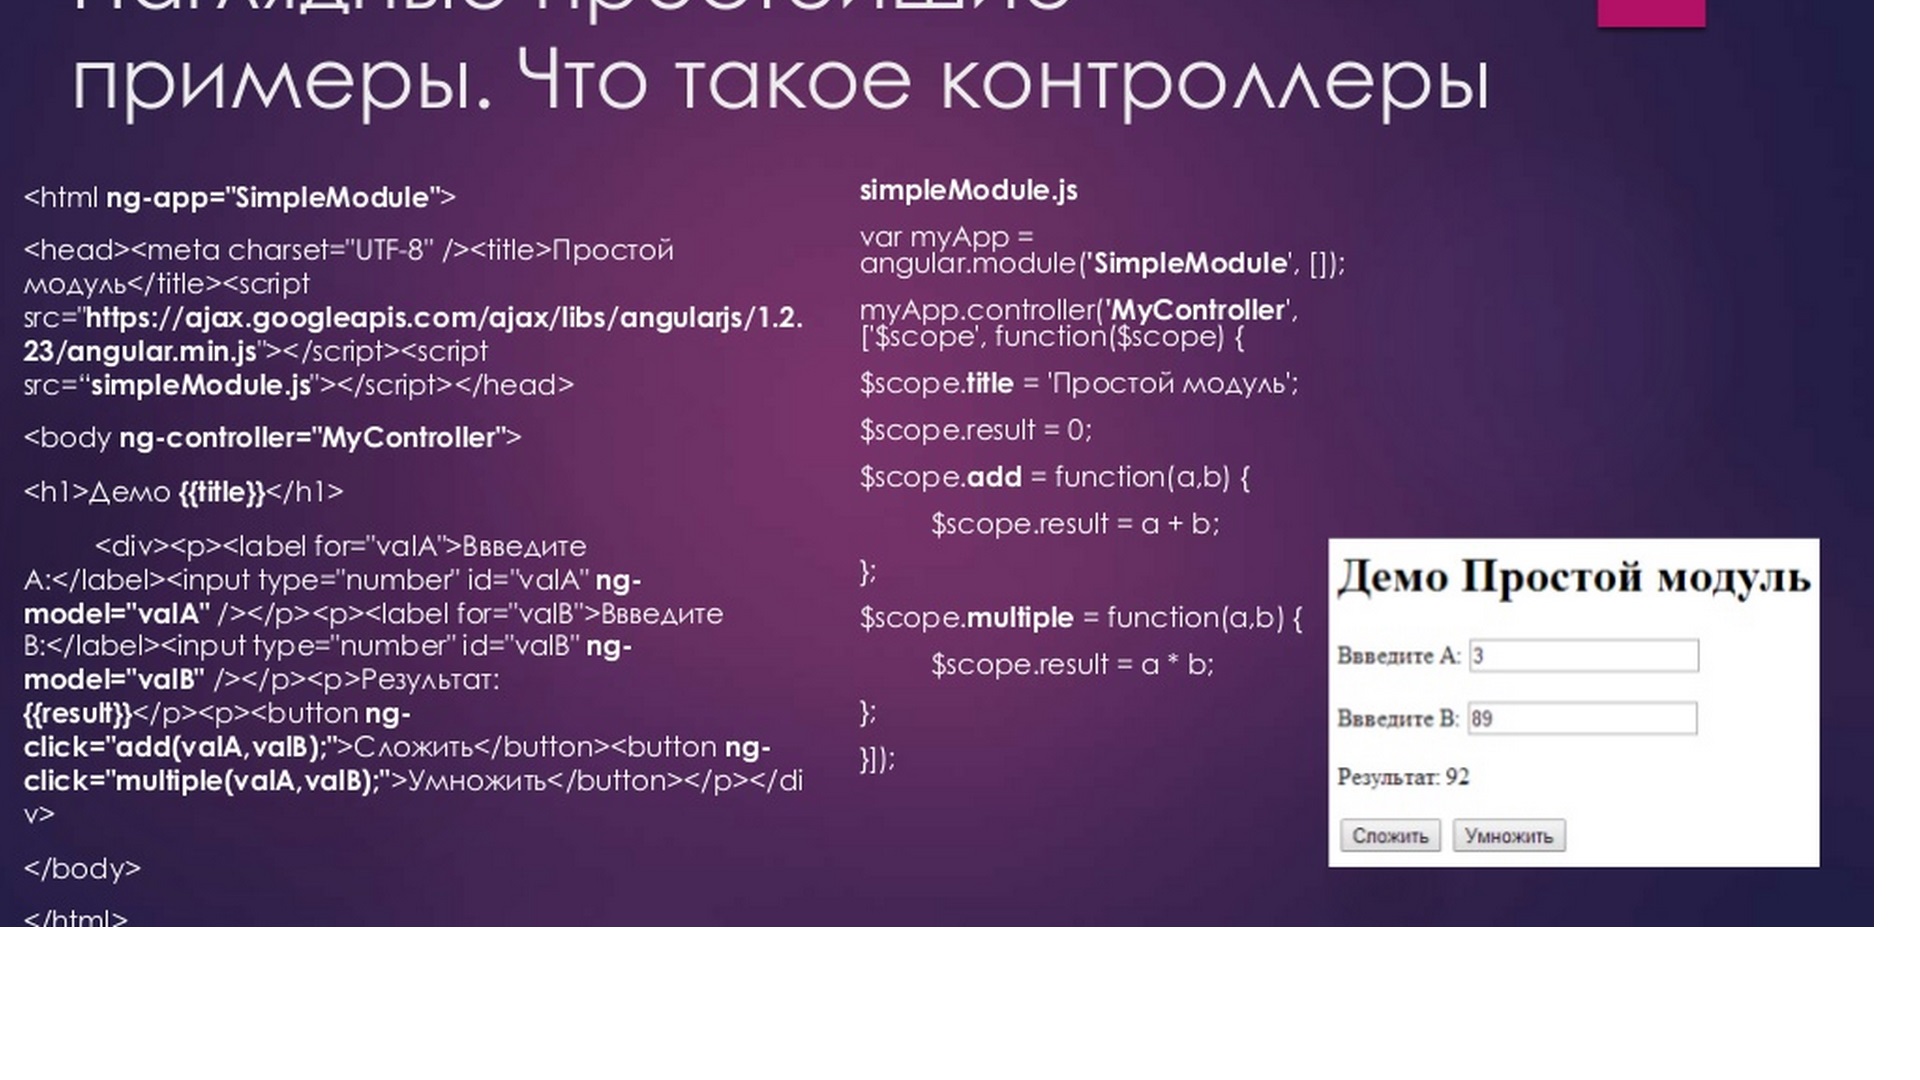 Наглядные простейшие
примеры. Что такое контроллеры
<html ng-app="SimpleModule">
<head><meta charset="UTF-8" /><title>Простой
модуль</title><script
src="https://ajax.googleapis.com/ajax/libs/angularjs/1.2.
23/angular.min.js"></script><script
src=“simpleModule.js"></script></head>
<body ng-controller="MyController">
<h1>Демо {{title}}</h1>
<div><p><label for="valA">Ввведите
A:</label><input type="number" id="valA" ng-
model="valA" /></p><p><label for="valB">Ввведите
B:</label><input type="number" id="valB" ng-
model="valB" /></p><p>Результат:
{{result}}</p><p><button ng-
click="add(valA,valB);">Сложить</button><button ng-
click="multiple(valA,valB);">Умножить</button></p></di
v>
</body>
</html>
simpleModule.js
var myApp =
angular.module('SimpleModule', []);
myApp.controller('MyController',
['$scope', function($scope) {
$scope.title = 'Простой модуль';
$scope.result = 0;
$scope.add = function(a,b) {
$scope.result = a + b;
};
$scope.multiple = function(a,b) {
$scope.result = a * b;
};
}]);
Демо Простой модуль
Ввведите A: 3
Ввведите B: 89
Результат: 92
Сложить Умножить